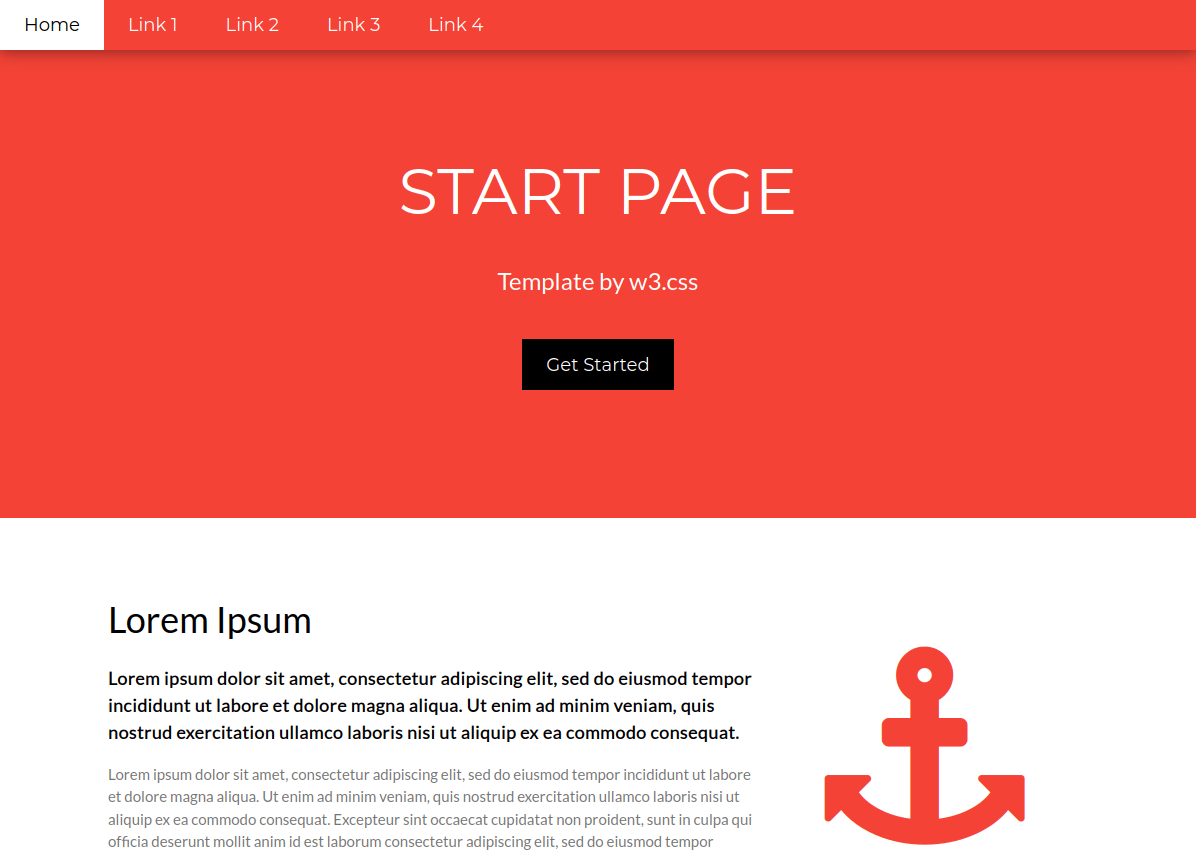 Home Link 1 Link 2 Link 3 Link 4
START PAGE
Template by w3.css
Get Started
Lorem Ipsum
Lorem ipsum dolor sit amet, consectetur adipiscing elit, sed do eiusmod tempor
incididunt ut labore et dolore magna aliqua. Ut enim ad minim veniam, quis
nostrud exercitation ullamco laboris nisi ut aliquip ex ea commodo consequat.
Lorem ipsum dolor sit amet, consectetur adipiscing elit, sed do eiusmod tempor incididunt ut labore
et dolore magna aliqua. Ut enim ad minim veniam, quis nostrud exercitation ullamco laboris nisi ut
aliquip ex ea commodo consequat. Excepteur sint occaecat cupidatat non proident, sunt in culpa qui
officia deserunt mollit anim id est laborum consectetur adipiscing elit, sed do eiusmod tempor